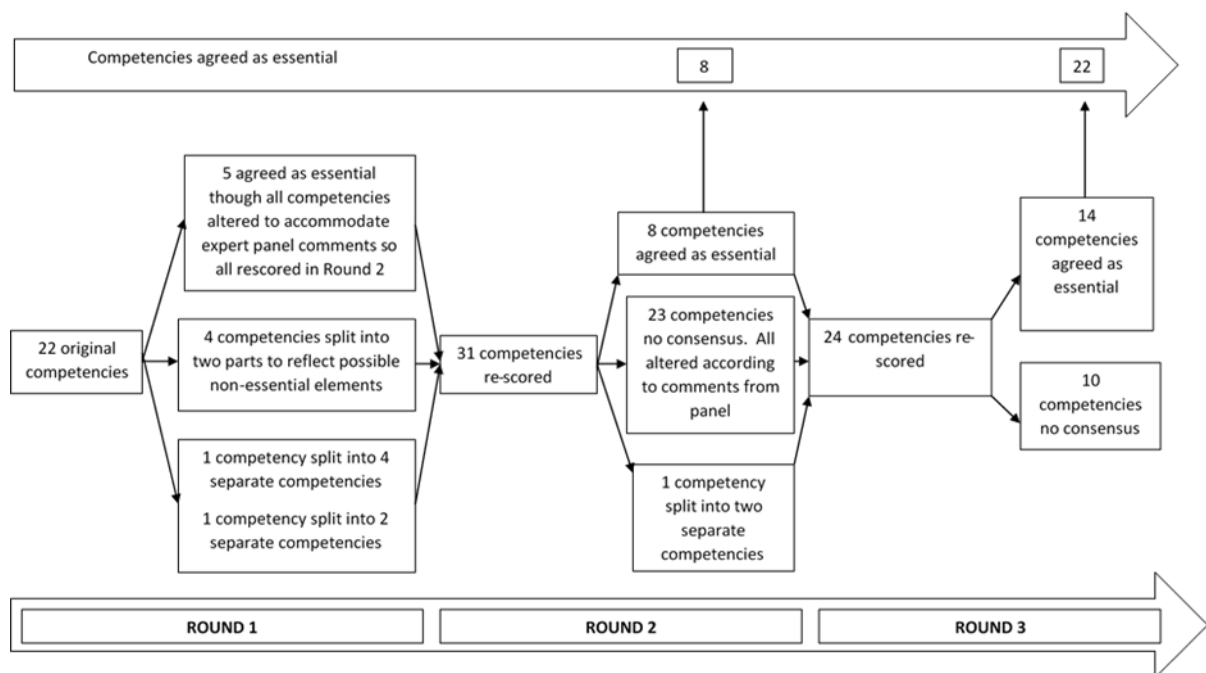 Competencies agreed as essential
8
22
5 agreed as essential
though all competencies
altered to accommodate
expert panel comments so
all rescored in Round 2
4 competencies split into
two parts to reflect possible
non-essential elements
1 competency split into 4
separate competencies
1 competency split into 2
separate competencies
22 original
competencies
31 competencies
re-scored
8 competencies
agreed as essential
23 competencies
no consensus. All
altered according
to comments from
panel
1 competency
split into two
separate
competencies
24 competencies re-
scored
14
competencies
agreed as
essential
10
competencies
no consensus
ROUND 1
ROUND 2
ROUND 3